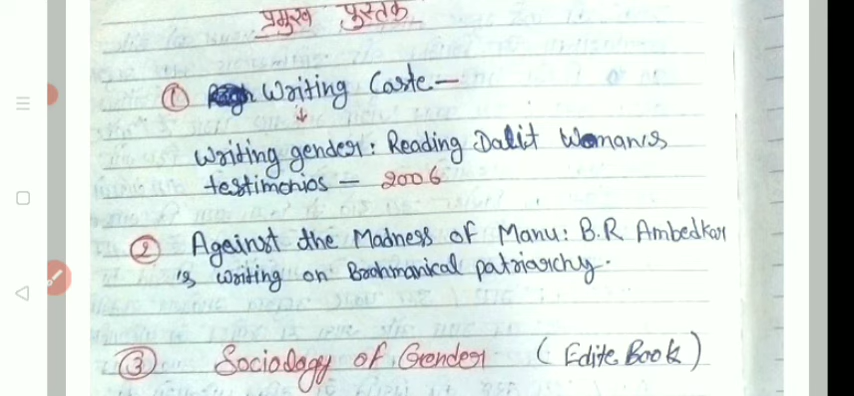 प्रमुख पुस्तक
① Writing Caste —
Writing gender: Reading Dalit Woman's
testimonios — 2006
② Against the Madness of Manu: B.R Ambedkar
's writing on Brahmanical patriarchy.
③ Sociology of Gender (Edite Book)